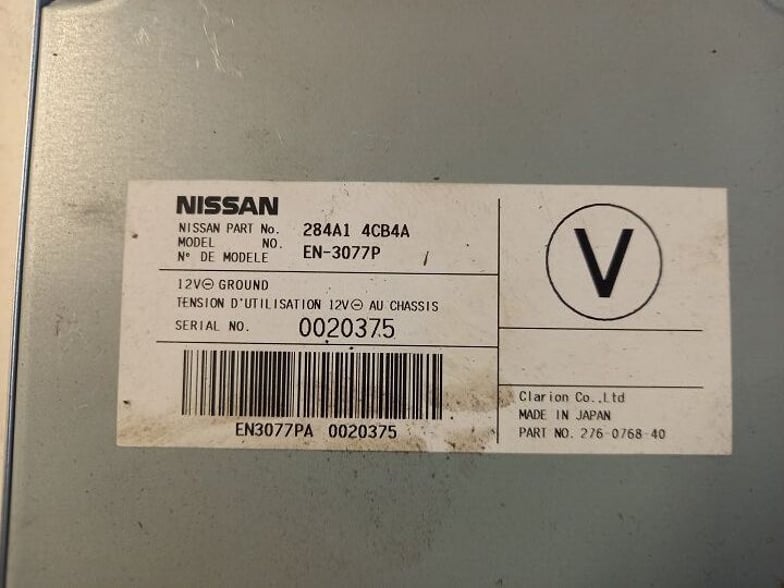 NISSAN
NISSAN PART No. 284A1 4CB4A
MODEL NO. EN-3077P
N° DE MODELE
12V⊖ GROUND
TENSION D'UTILISATION 12V⊖ AU CHASSIS
SERIAL NO. 0020375
EN3077PA 0020375
V
Clarion Co.,Ltd
MADE IN JAPAN
PART NO. 276-0768-40